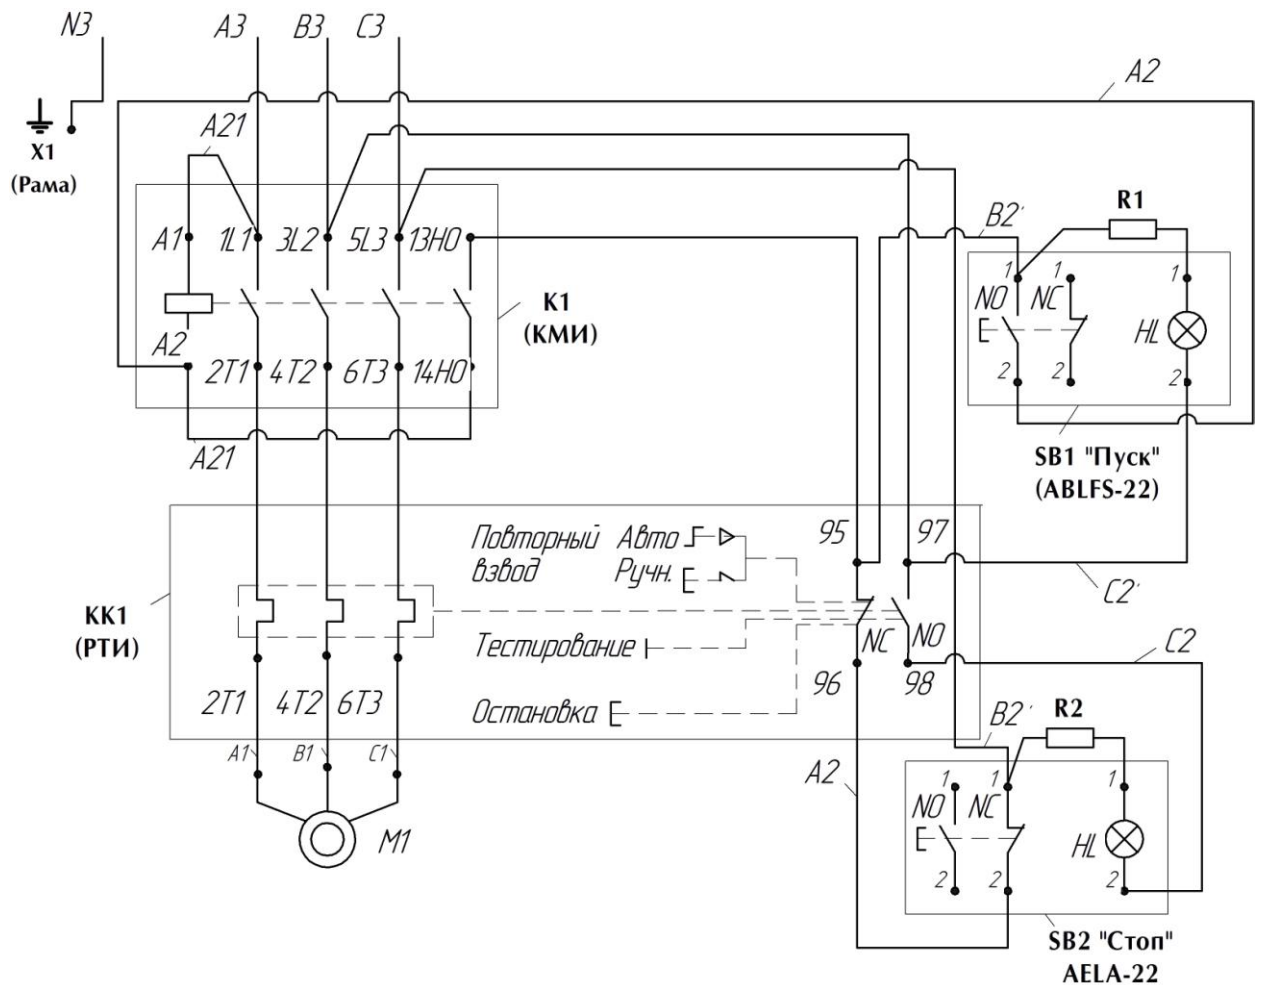 N3 A3 B3 C3
A2
A21
X1
(Рама)
R1
B2'
A1 1L1 3L2 5L3 13НО
1 1 1
NO NC
K1
(КМИ)
HL
A2
2T1 4T2 6T3 14НО
2 2 2
A21
SB1 "Пуск"
(ABLFS-22)
Повторный Авто
взвод Ручн.
95 97
C2'
KK1
(РТИ)
Тестирование
NC NO
C2
96 98
2T1 4T2 6T3
Остановка
B2' R2
A1 B1 C1
A2
1 1 1
NO NC
M1
HL
2 2 2
SB2 "Стоп"
AELA-22